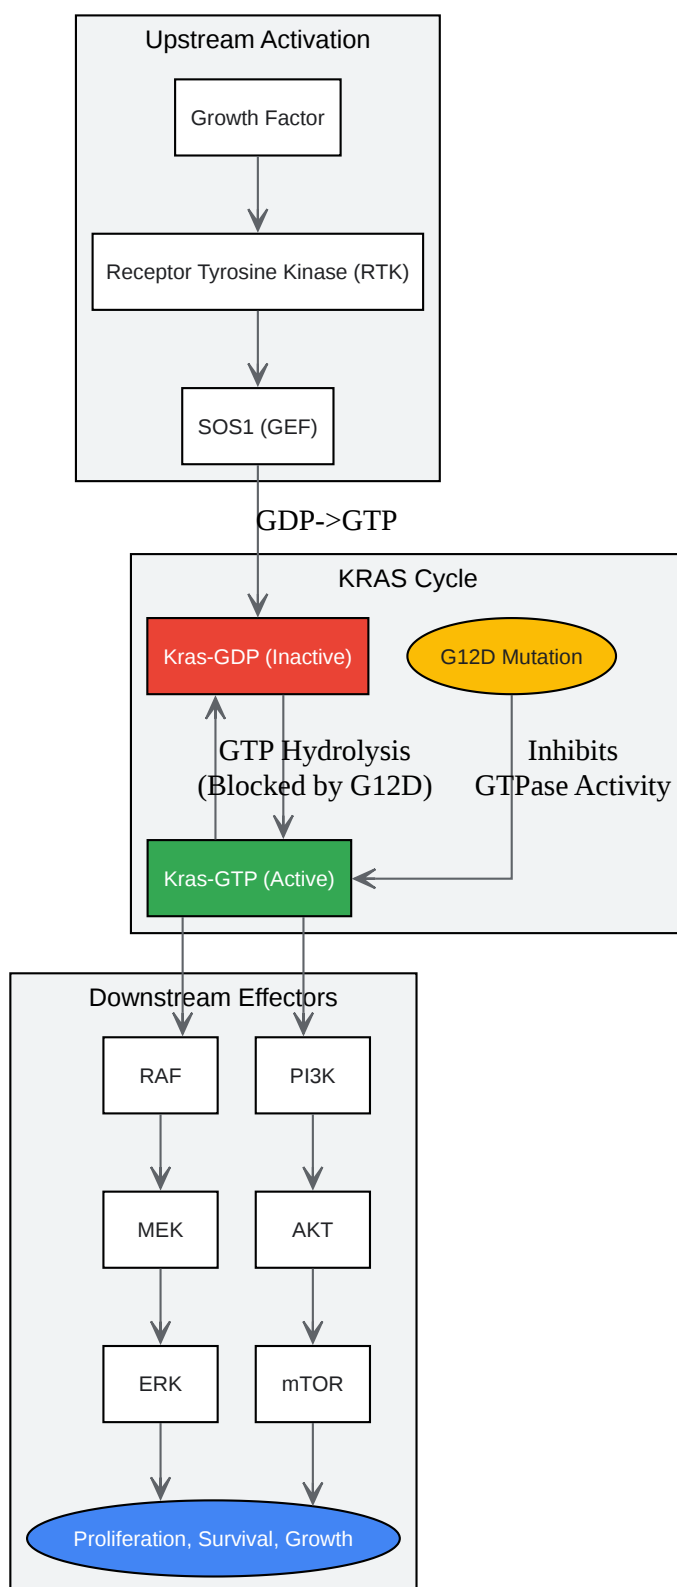 Upstream Activation
Growth Factor
Receptor Tyrosine Kinase (RTK)
SOS1 (GEF)
GDP->GTP
KRAS Cycle
Kras-GDP (Inactive)
G12D Mutation
GTP Hydrolysis
(Blocked by G12D)
Inhibits
GTPase Activity
Kras-GTP (Active)
Downstream Effectors
RAF
PI3K
MEK
AKT
ERK
mTOR
Proliferation, Survival, Growth